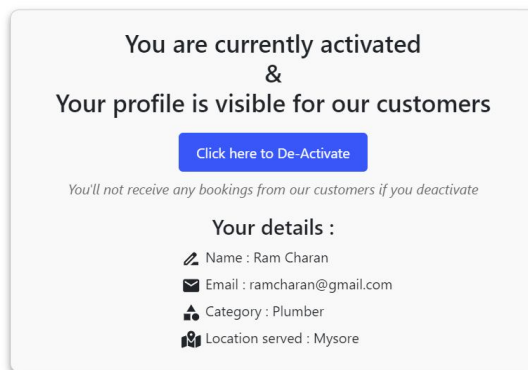 You are currently activated
&
Your profile is visible for our customers
Click here to De-Activate
You'll not receive any bookings from our customers if you deactivate
Your details :
Name : Ram Charan
Email : ramcharan@gmail.com
Category : Plumber
Location served : Mysore